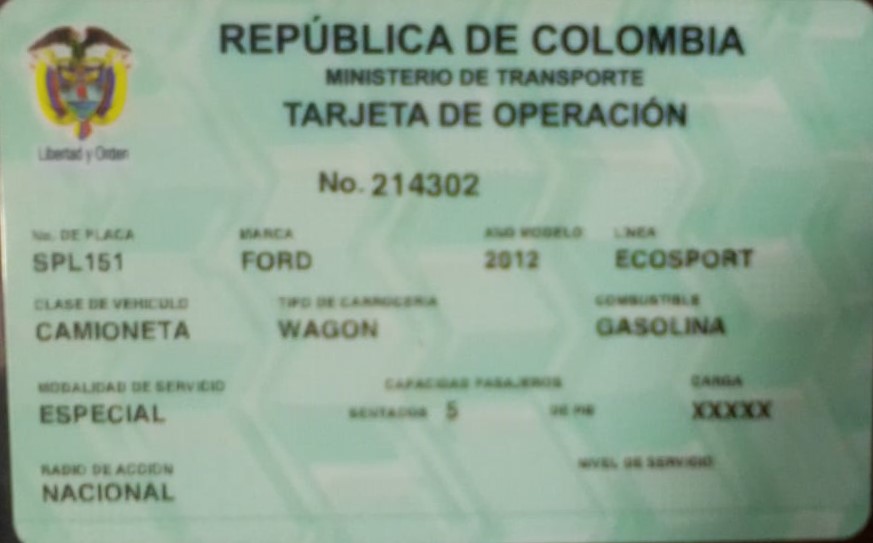 REPÚBLICA DE COLOMBIA
MINISTERIO DE TRANSPORTE
TARJETA DE OPERACIÓN
Libertad y Orden
No. 214302
No. DE PLACA MARCA AÑO MODELO LINEA
SPL151 FORD 2012 ECOSPORT
CLASE DE VEHICULO TIPO DE CARROCERIA COMBUSTIBLE
CAMIONETA WAGON GASOLINA
MODALIDAD DE SERVICIO CAPACIDAD PASAJEROS CARGA
ESPECIAL SENTADOS 5 DE PIE XXXXX
RADIO DE ACCION NIVEL DE SERVICIO
NACIONAL